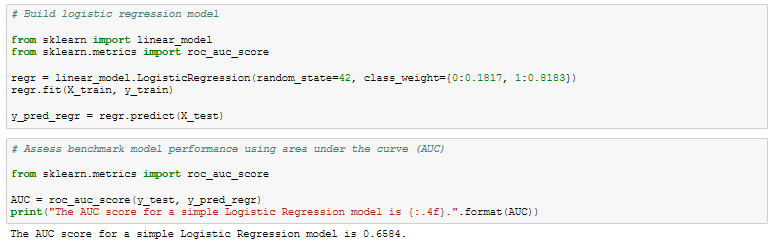 # Build logistic regression model
from sklearn import linear_model
from sklearn.metrics import roc_auc_score
regr = linear_model.LogisticRegression(random_state=42, class_weight={0:0.1817, 1:0.8183})
regr.fit(X_train, y_train)
y_pred_regr = regr.predict(X_test)
# Assess benchmark model performance using area under the curve (AUC)
from sklearn.metrics import roc_auc_score
AUC = roc_auc_score(y_test, y_pred_regr)
print("The AUC score for a simple Logistic Regression model is {:.4f}.".format(AUC))
The AUC score for a simple Logistic Regression model is 0.6584.